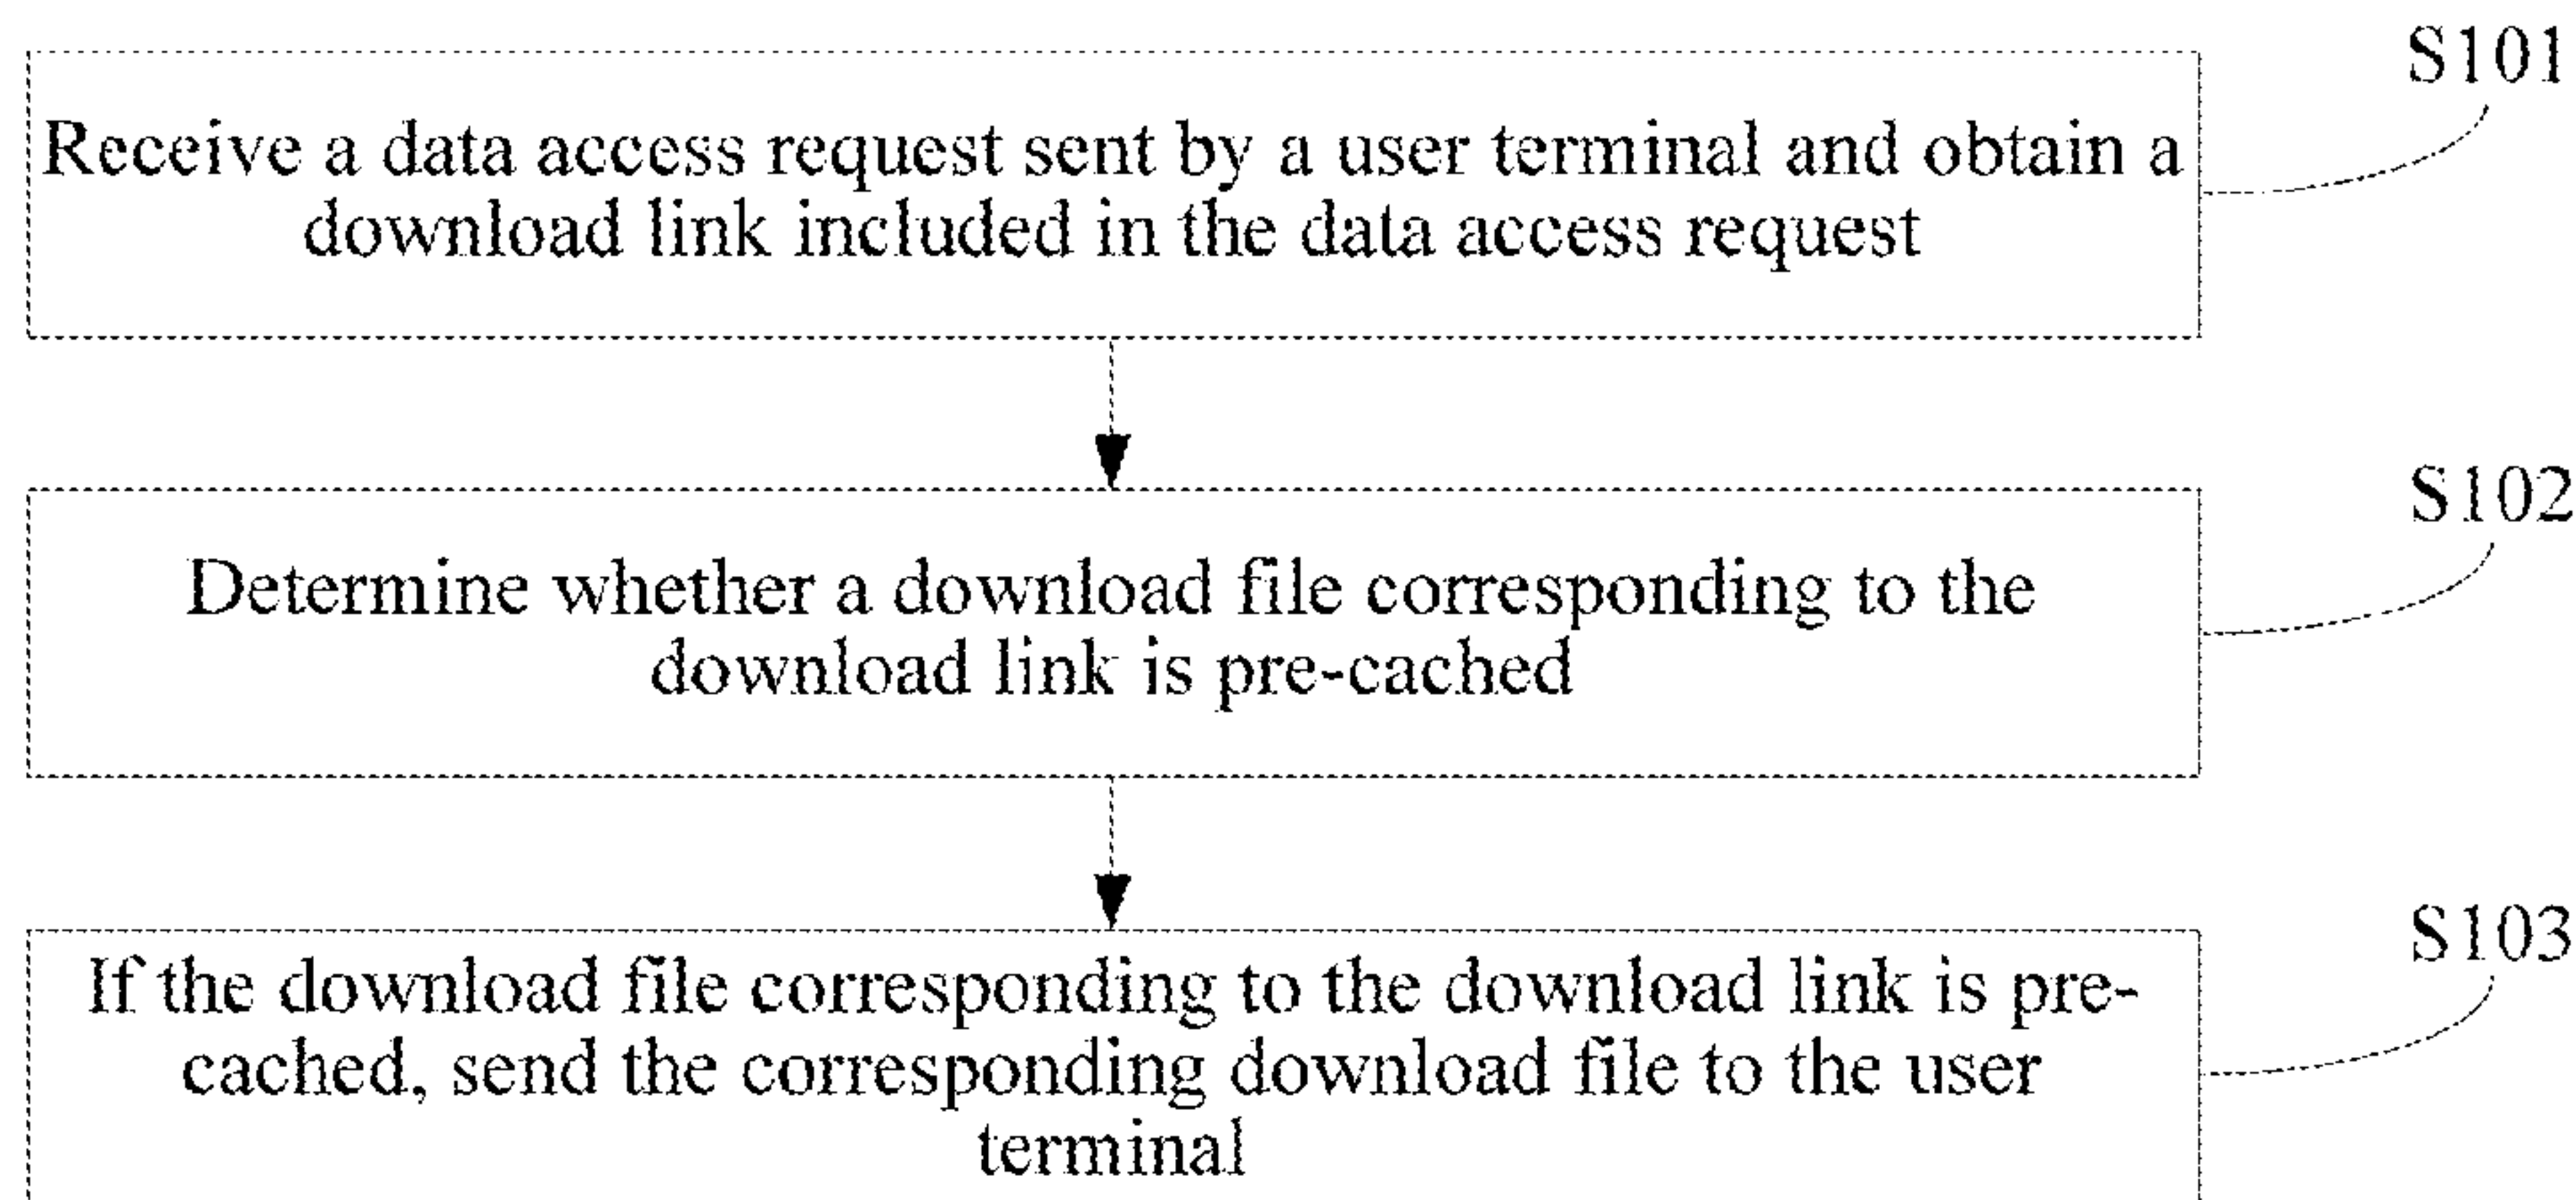 S101
Receive a data access request sent by a user terminal and obtain a
download link included in the data access request
S102
Determine whether a download file corresponding to the
download link is pre-cached
S103
If the download file corresponding to the download link is pre-
cached, send the corresponding download file to the user
terminal